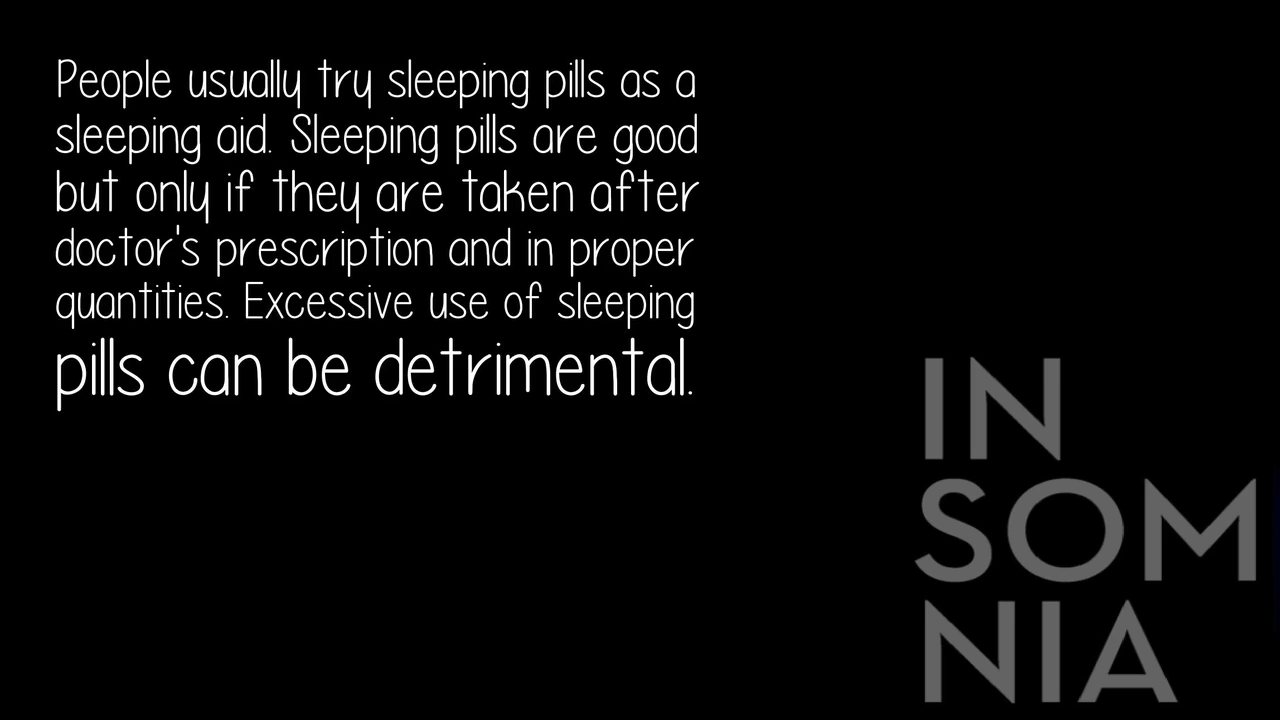 People usually try sleeping pills as a
sleeping aid. Sleeping pills are good
but only if they are taken after
doctor's prescription and in proper
quantities. Excessive use of sleeping
pills can be detrimental.
IN
SOM
NIA